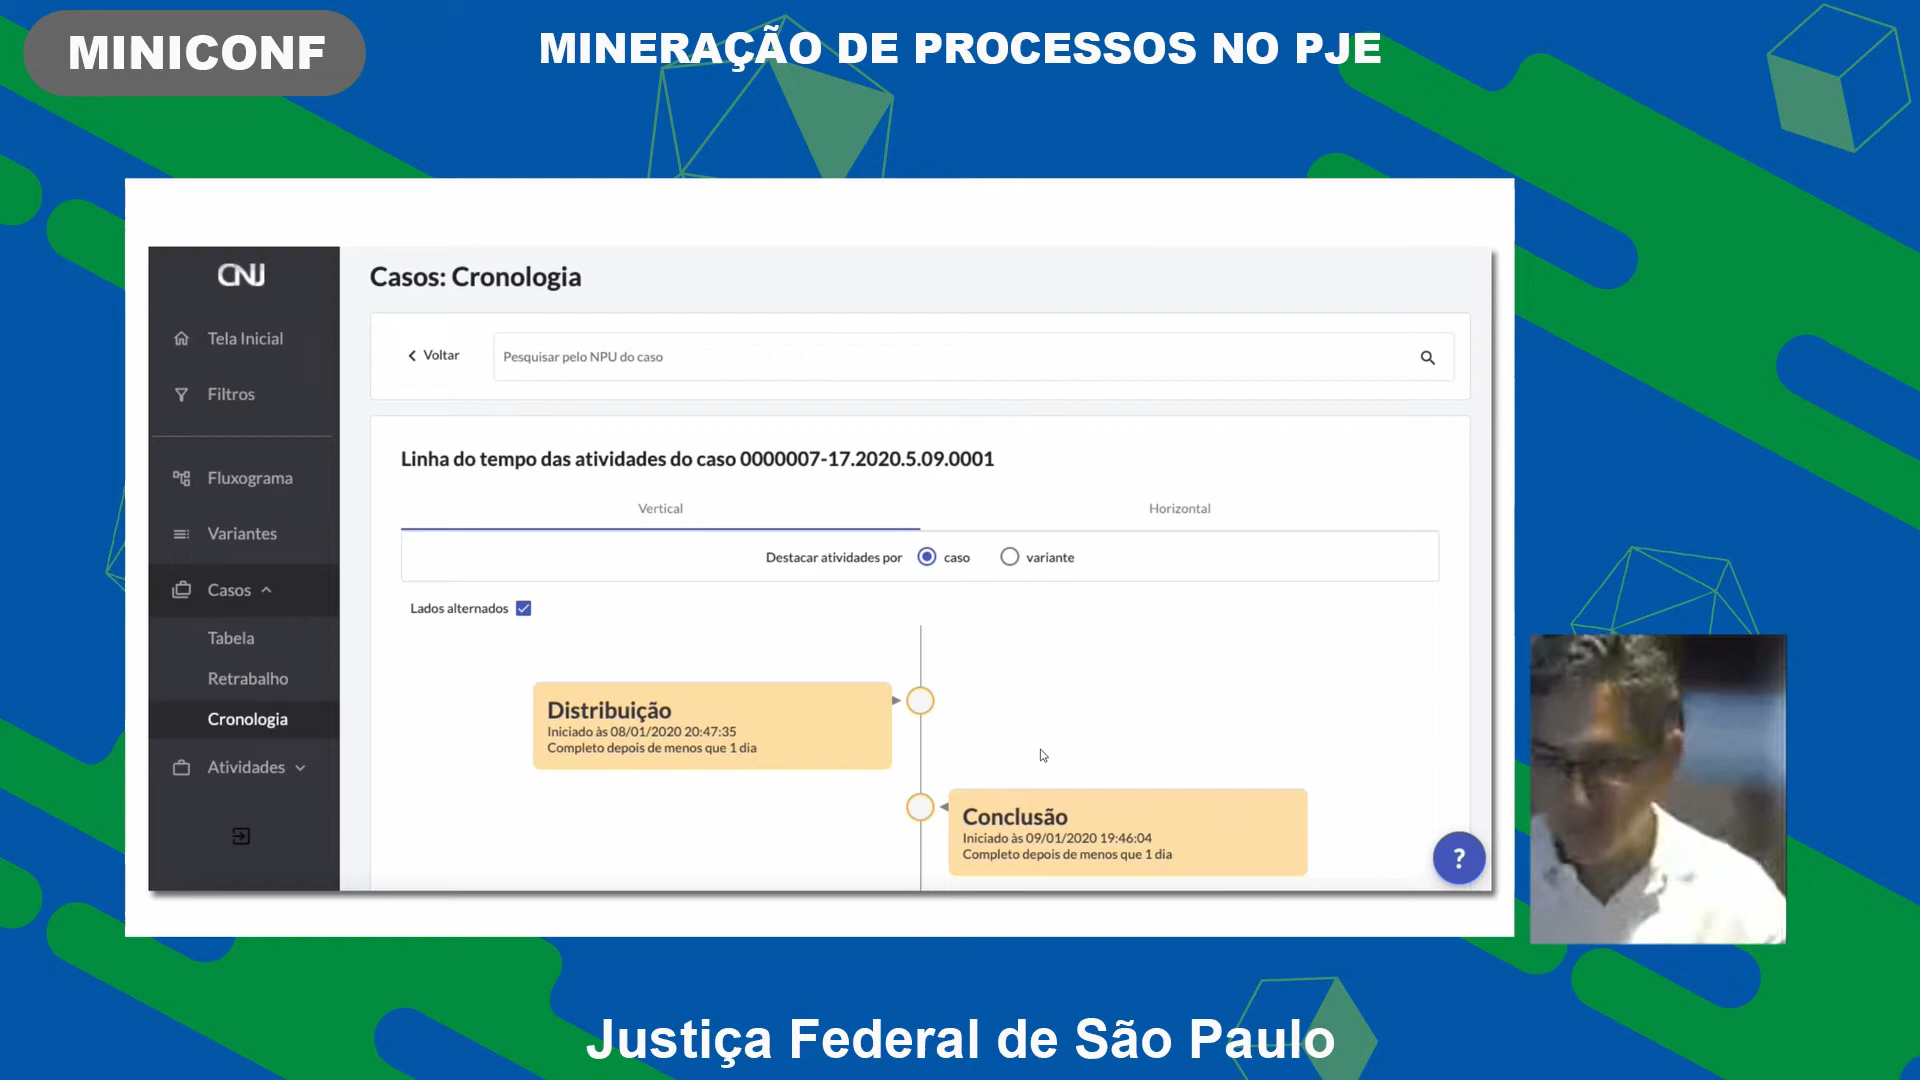 MINICONF
MINERAÇÃO DE PROCESSOS NO PJE
CNJ
Tela Inicial
Filtros
Fluxograma
Variantes
Casos
Tabela
Retrabalho
Cronologia
Atividades
Casos: Cronologia
Voltar
Pesquisar pelo NPU do caso
Linha do tempo das atividades do caso 0000007-17.2020.5.09.0001
Vertical
Horizontal
Destacar atividades por caso variante
Lados alternados
Distribuição
Iniciado às 08/01/2020 20:47:35
Completo depois de menos que 1 dia
Conclusão
Iniciado às 09/01/2020 19:46:04
Completo depois de menos que 1 dia
?
Justiça Federal de São Paulo